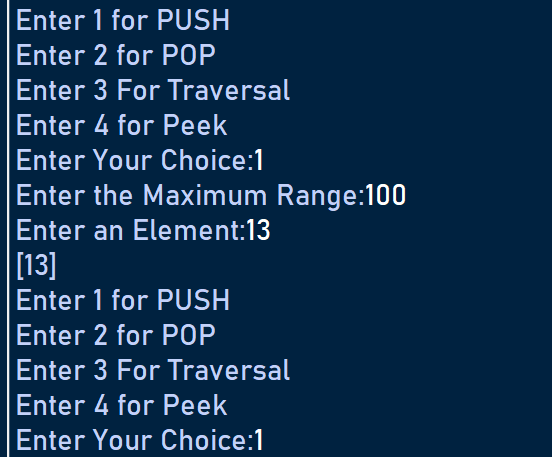 Enter 1 for PUSH
Enter 2 for POP
Enter 3 For Traversal
Enter 4 for Peek
Enter Your Choice:1
Enter the Maximum Range:100
Enter an Element:13
[13]
Enter 1 for PUSH
Enter 2 for POP
Enter 3 For Traversal
Enter 4 for Peek
Enter Your Choice:1